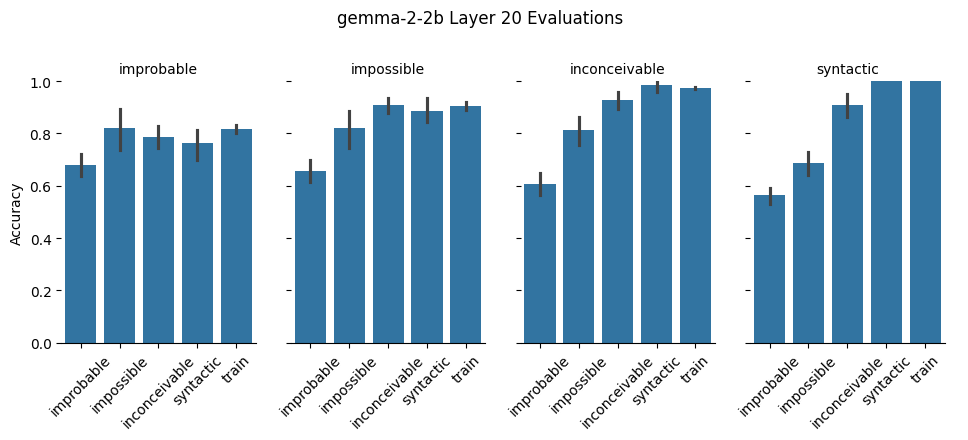 gemma-2-2b Layer 20 Evaluations
improbable
impossible
inconceivable
syntactic
Accuracy
1.0
0.8
0.6
0.4
0.2
0.0
improbable
impossible
inconceivable
syntactic
train
improbable
impossible
inconceivable
syntactic
train
improbable
impossible
inconceivable
syntactic
train
improbable
impossible
inconceivable
syntactic
train